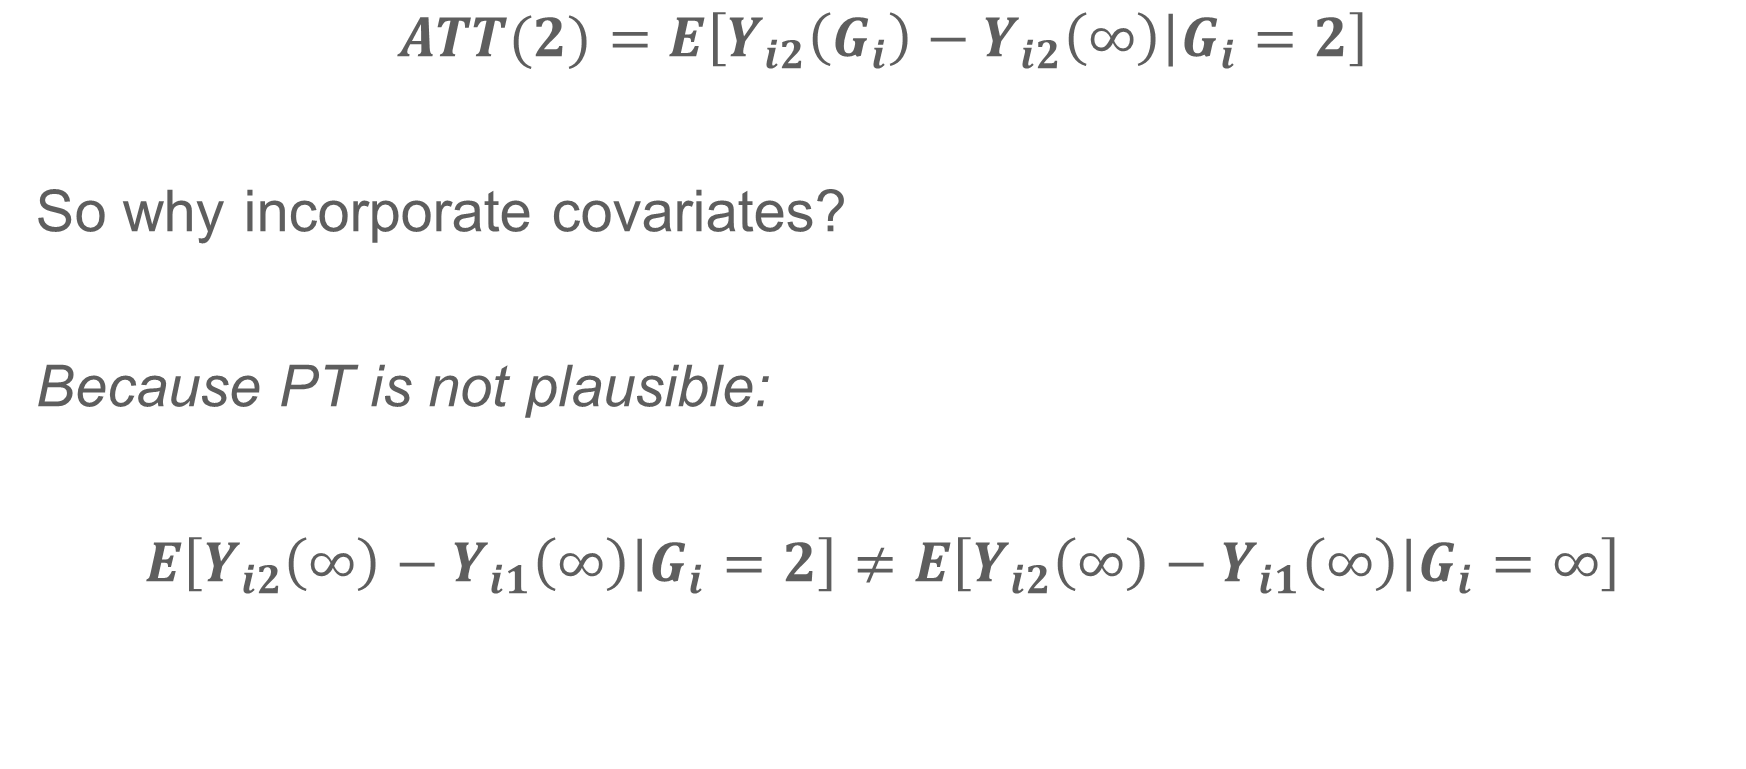 ATT(2) = E[Y_{i2}(G_i) − Y_{i2}(∞)|G_i = 2]
So why incorporate covariates?
Because PT is not plausible:
E[Y_{i2}(∞) − Y_{i1}(∞)|G_i = 2] ≠ E[Y_{i2}(∞) − Y_{i1}(∞)|G_i = ∞]